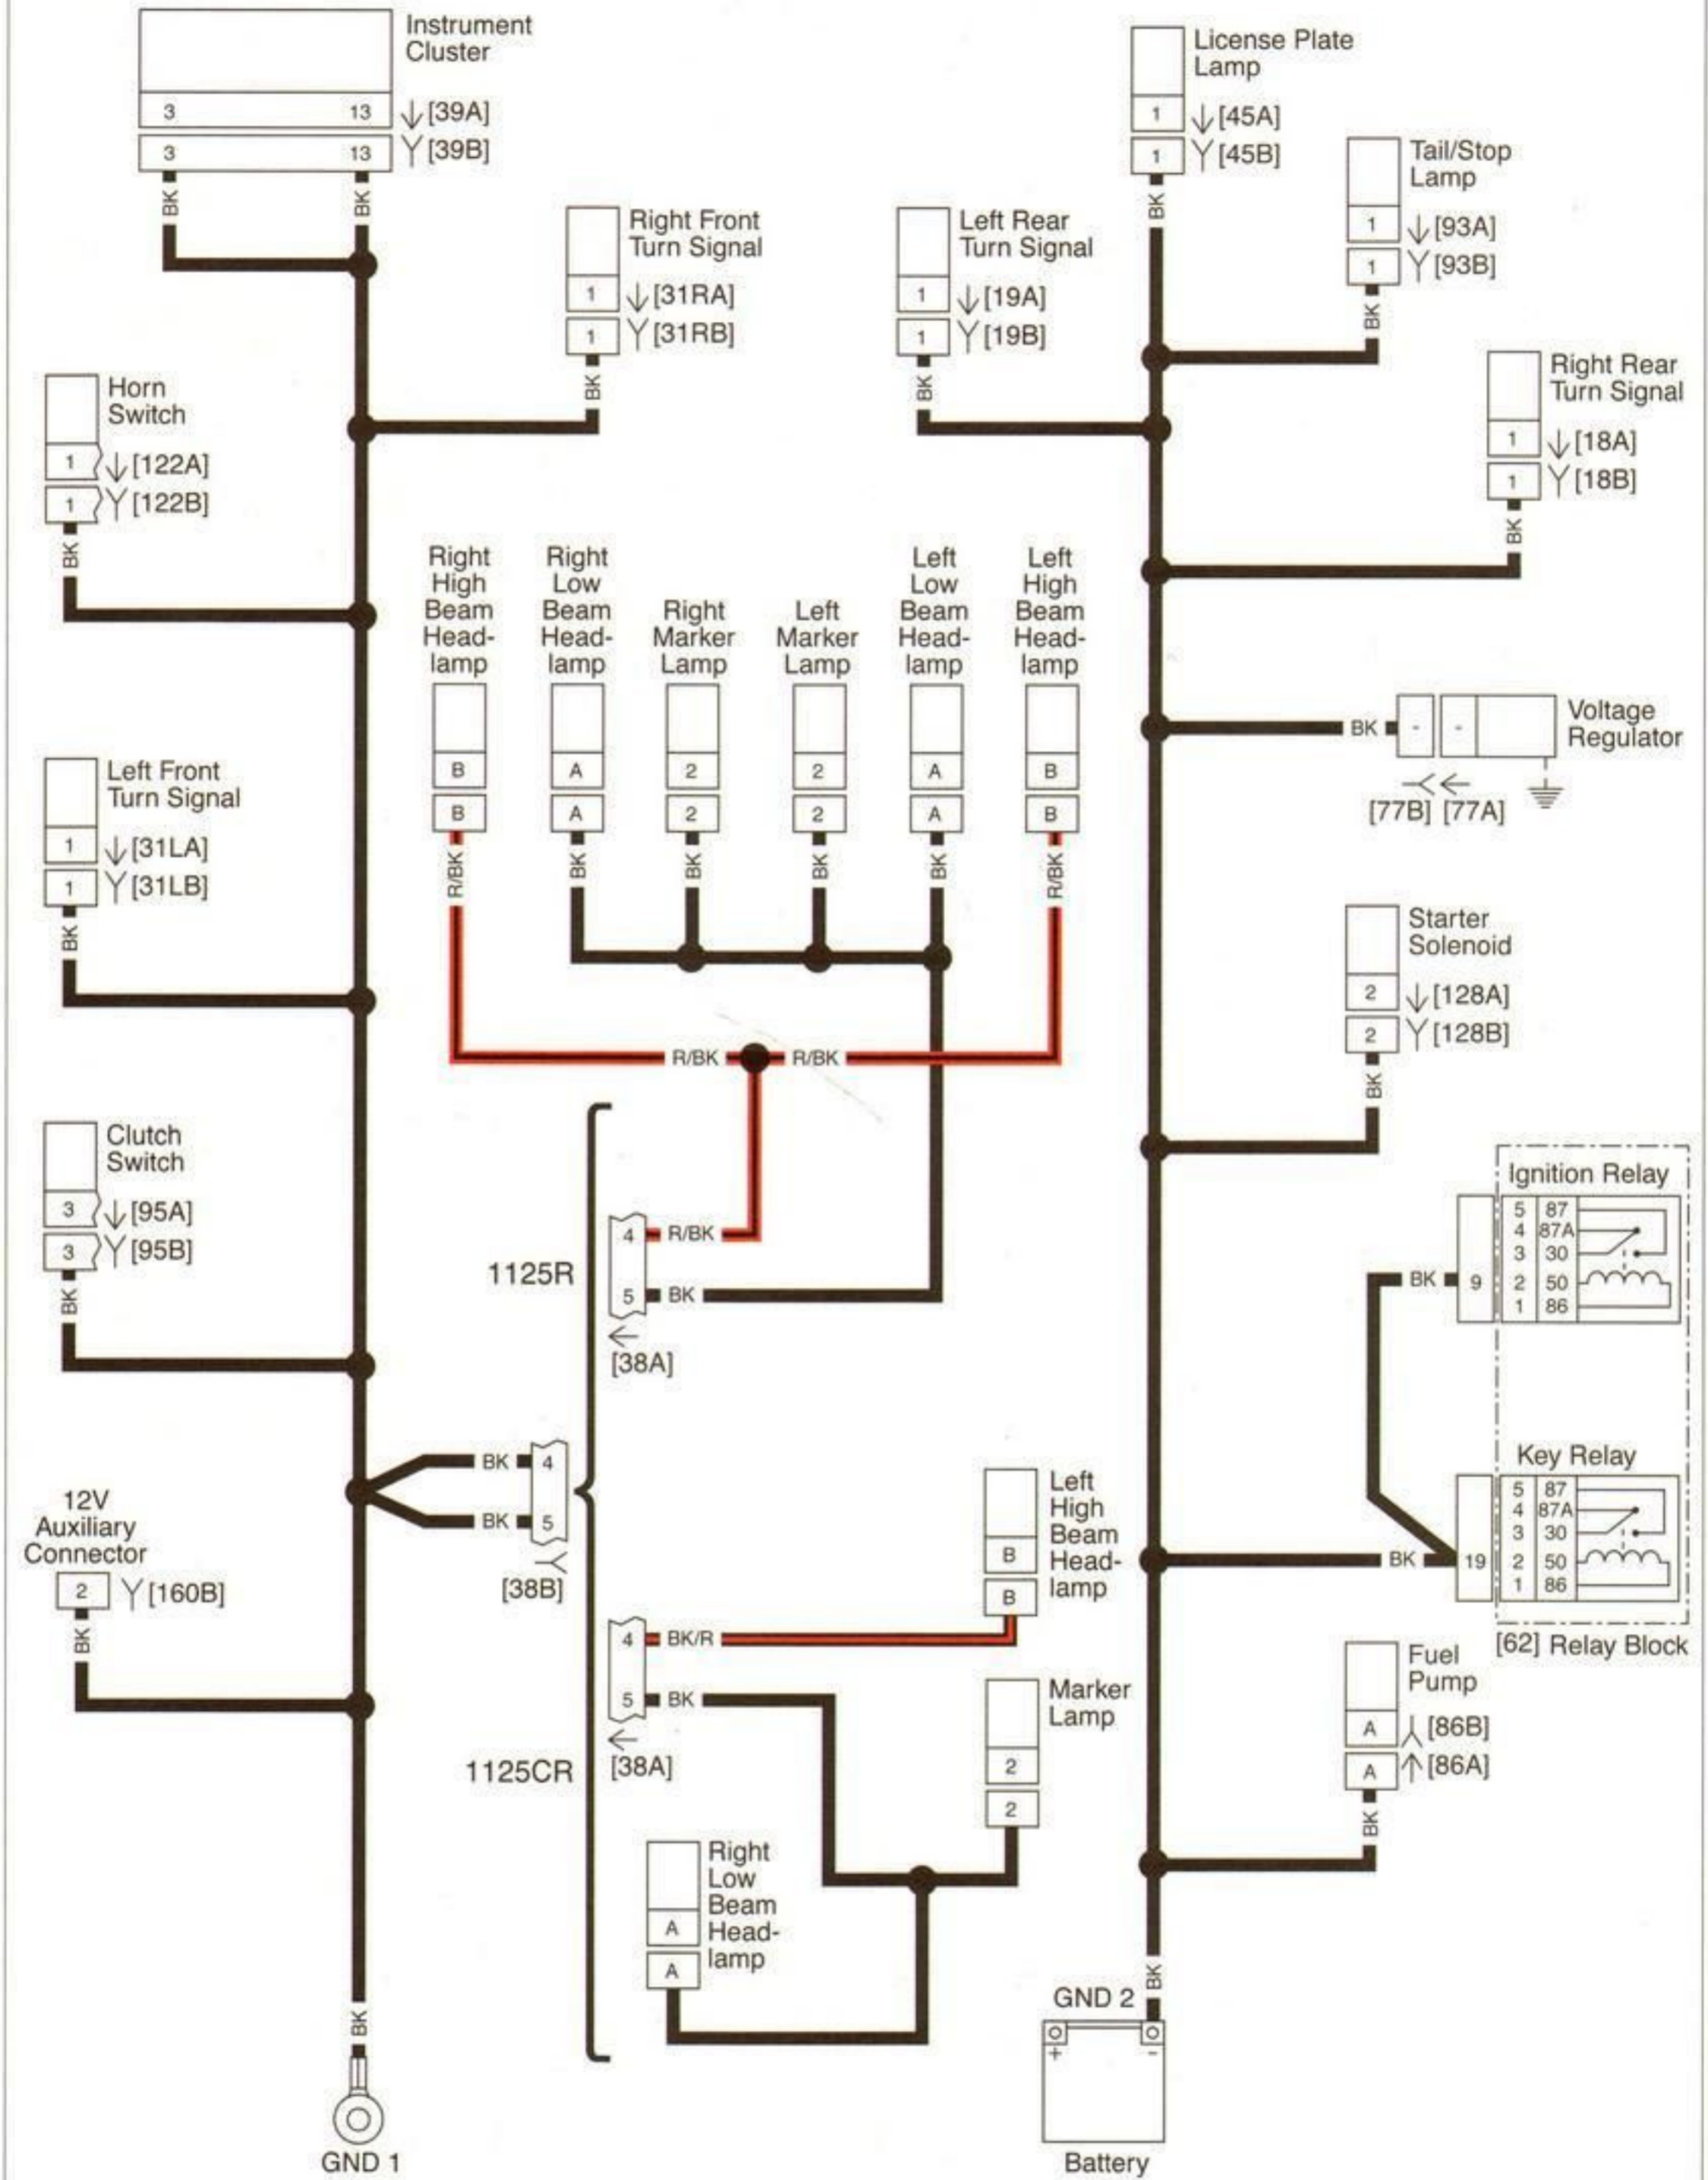 Instrument
Cluster
3 13 [39A]
3 13 [39B]
BK BK
License Plate
Lamp
1 [45A]
1 [45B]
BK
Tail/Stop
Lamp
1 [93A]
1 [93B]
BK
Right Front
Turn Signal
1 [31RA]
1 [31RB]
BK
Left Rear
Turn Signal
1 [19A]
1 [19B]
BK
Right Rear
Turn Signal
1 [18A]
1 [18B]
BK
Horn
Switch
1 [122A]
1 [122B]
BK
Right
High
Beam
Head-
lamp
B
B
R/BK
Right
Low
Beam
Head-
lamp
A
A
BK
Right
Marker
Lamp
2
2
BK
Left
Marker
Lamp
2
2
BK
Left
Low
Beam
Head-
lamp
A
A
BK
Left
High
Beam
Head-
lamp
B
B
R/BK
Voltage
Regulator
BK - -
[77B] [77A]
Left Front
Turn Signal
1 [31LA]
1 [31LB]
BK
Starter
Solenoid
2 [128A]
2 [128B]
BK
R/BK R/BK
Clutch
Switch
3 [95A]
3 [95B]
BK
1125R
4 R/BK
5 BK
[38A]
Ignition Relay
5 87
4 87A
3 30
BK 9 2 50
1 86
BK 4
BK 5
[38B]
12V
Auxiliary
Connector
2 [160B]
BK
Left
High
Beam
Head-
lamp
B
B
Key Relay
5 87
4 87A
3 30
BK 19 2 50
1 86
[62] Relay Block
4 BK/R
5 BK
[38A]
1125CR
Marker
Lamp
2
2
Fuel
Pump
A [86B]
A [86A]
BK
Right
Low
Beam
Head-
lamp
A
A
BK
GND 1
GND 2
BK
+ -
Battery